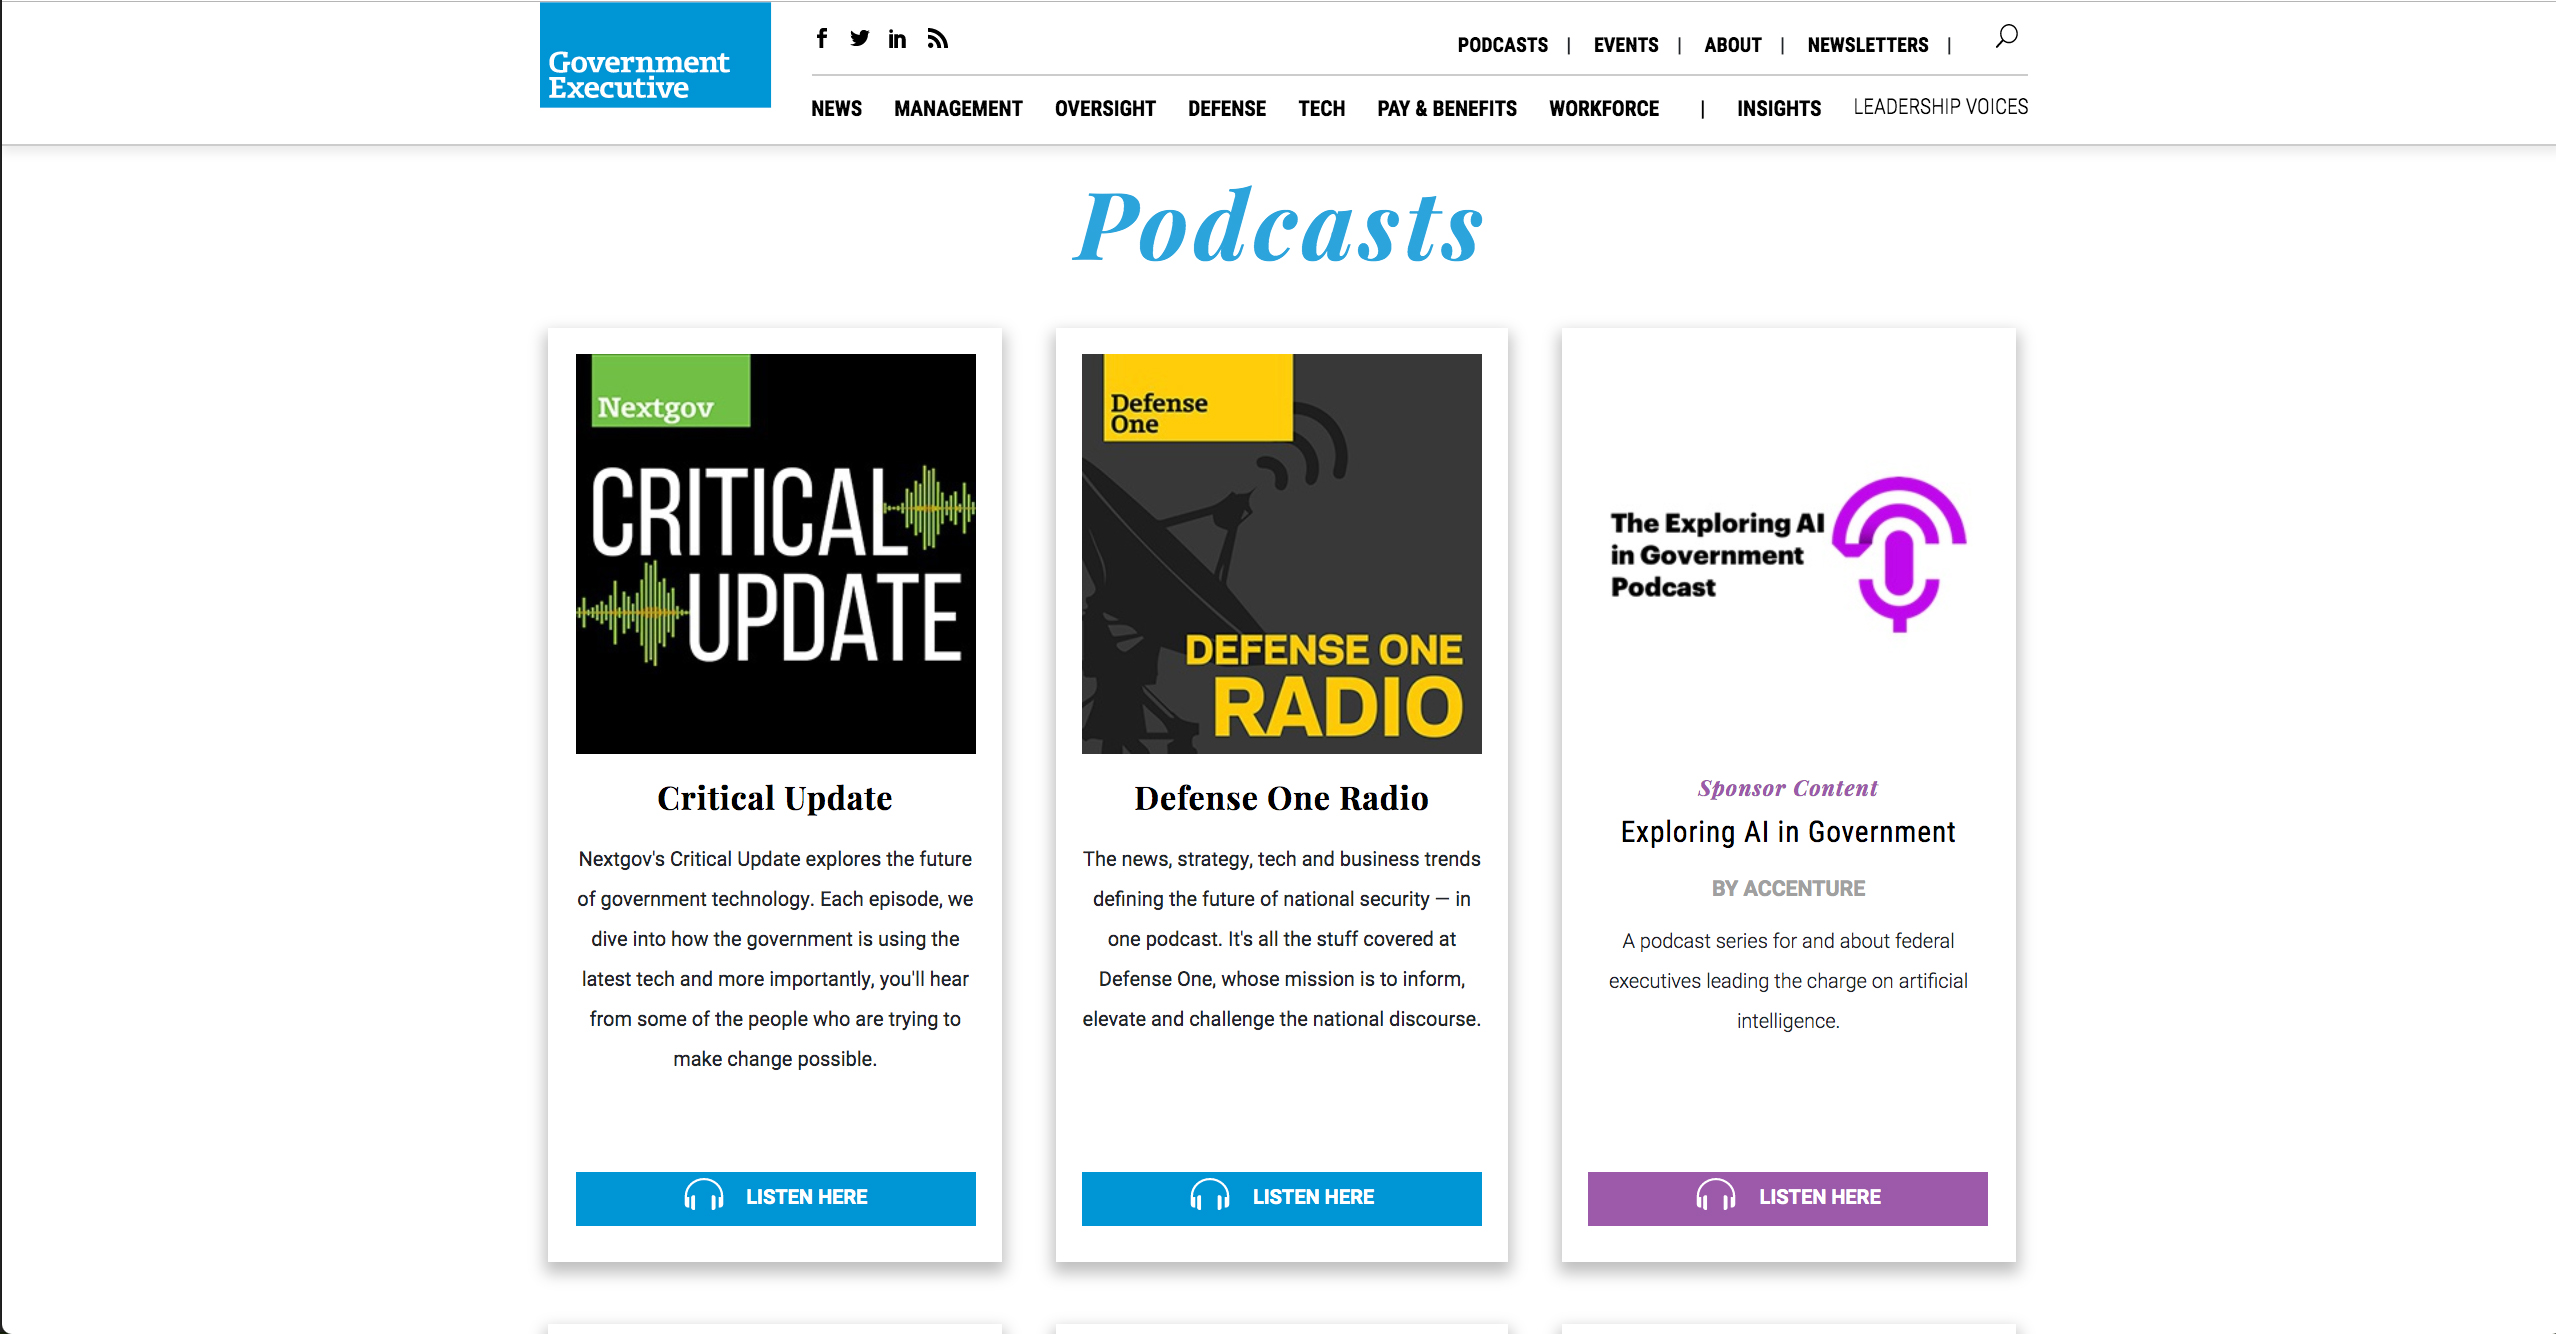 Government
Executive
PODCASTS | EVENTS | ABOUT | NEWSLETTERS |
NEWS MANAGEMENT OVERSIGHT DEFENSE TECH PAY & BENEFITS WORKFORCE | INSIGHTS LEADERSHIP VOICES
Podcasts
Nextgov
CRITICAL
UPDATE
Critical Update
Nextgov's Critical Update explores the future
of government technology. Each episode, we
dive into how the government is using the
latest tech and more importantly, you'll hear
from some of the people who are trying to
make change possible.
LISTEN HERE
Defense
One
DEFENSE ONE
RADIO
Defense One Radio
The news, strategy, tech and business trends
defining the future of national security — in
one podcast. It's all the stuff covered at
Defense One, whose mission is to inform,
elevate and challenge the national discourse.
LISTEN HERE
The Exploring AI
in Government
Podcast
Sponsor Content
Exploring AI in Government
BY ACCENTURE
A podcast series for and about federal
executives leading the charge on artificial
intelligence.
LISTEN HERE